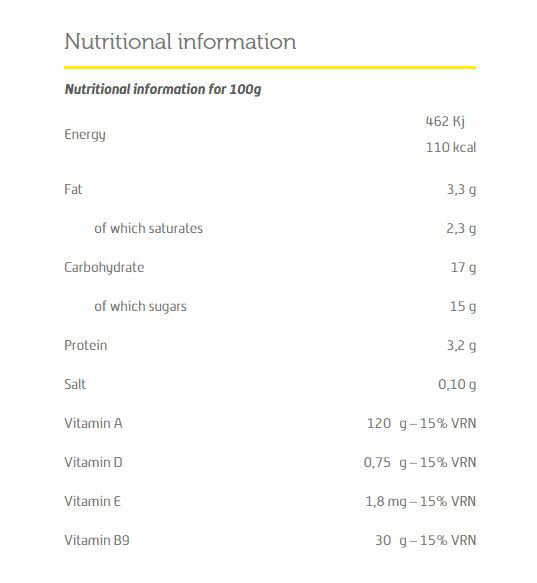 Nutritional information
Nutritional information for 100g
Energy 462 Kj
110 kcal
Fat 3,3 g
of which saturates 2,3 g
Carbohydrate 17 g
of which sugars 15 g
Protein 3,2 g
Salt 0,10 g
Vitamin A 120 g – 15% VRN
Vitamin D 0,75 g – 15% VRN
Vitamin E 1,8 mg – 15% VRN
Vitamin B9 30 g – 15% VRN